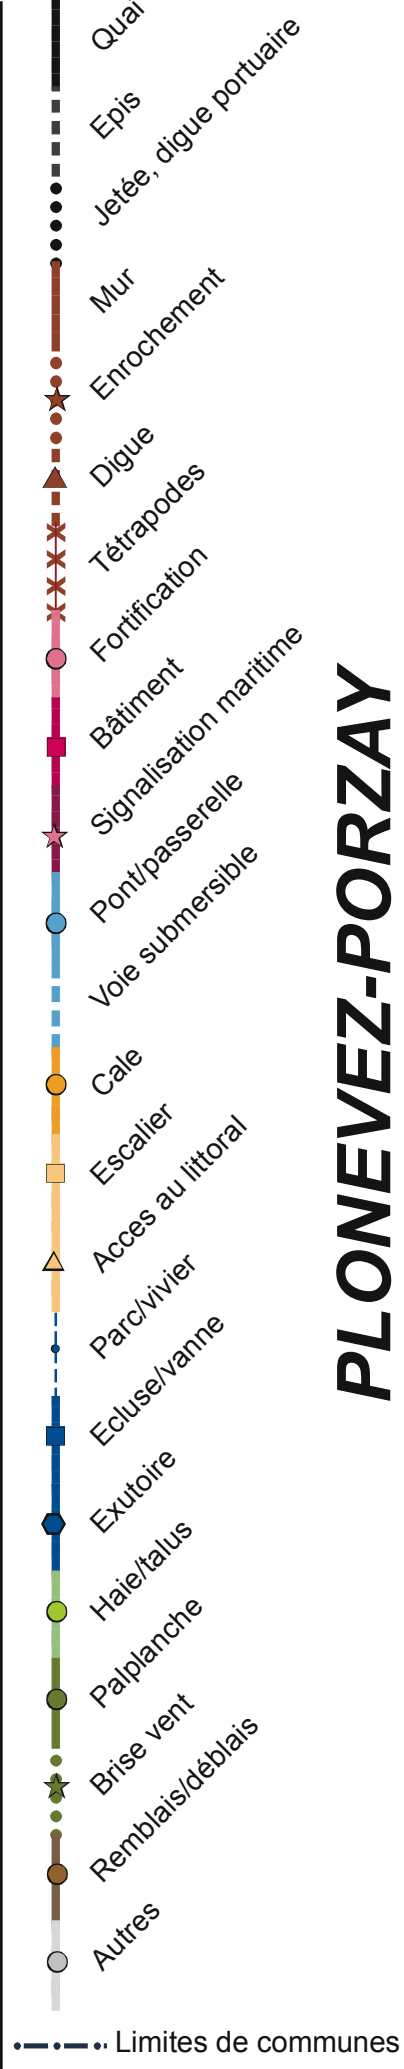 Quai
Epis
Jetée, digue portuaire
Mur
Enrochement
Digue
Tétrapodes
Fortification
Bâtiment
Signalisation maritime
Pont/passerelle
Voie submersible
Cale
Escalier
Acces au littoral
Parc/vivier
Ecluse/vanne
Exutoire
Haie/talus
Palplanche
Brise vent
Remblais/déblais
Autres
Limites de communes
PLONEVEZ-PORZAY